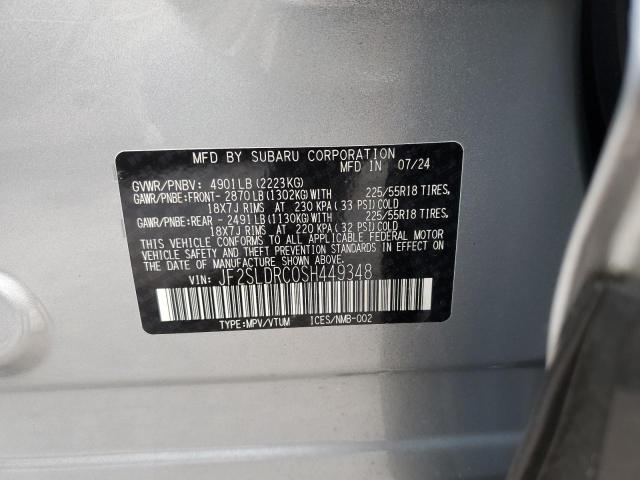 MFD BY SUBARU CORPORATION
MFD IN 07/24
GVWR/PNBV: 4901LB(2223KG)
GAWR/PNBE:FRONT- 2870LB(1302KG)WITH 225/55R18 TIRES,
18X7J RIMS AT 230 KPA(33 PSI)COLD
GAWR/PNBE:REAR - 2491LB(1130KG)WITH 225/55R18 TIRES,
18X7J RIMS AT 220 KPA(32 PSI)COLD
THIS VEHICLE CONFORMS TO ALL APPLICABLE FEDERAL MOTOR
VEHICLE SAFETY AND THEFT PREVENTION STANDARDS IN
EFFECT ON THE DATE OF MANUFACTURE SHOWN ABOVE.
VIN: JF2SLDRC0SH449348
TYPE:MPV/VTUM ICES/NMB-002